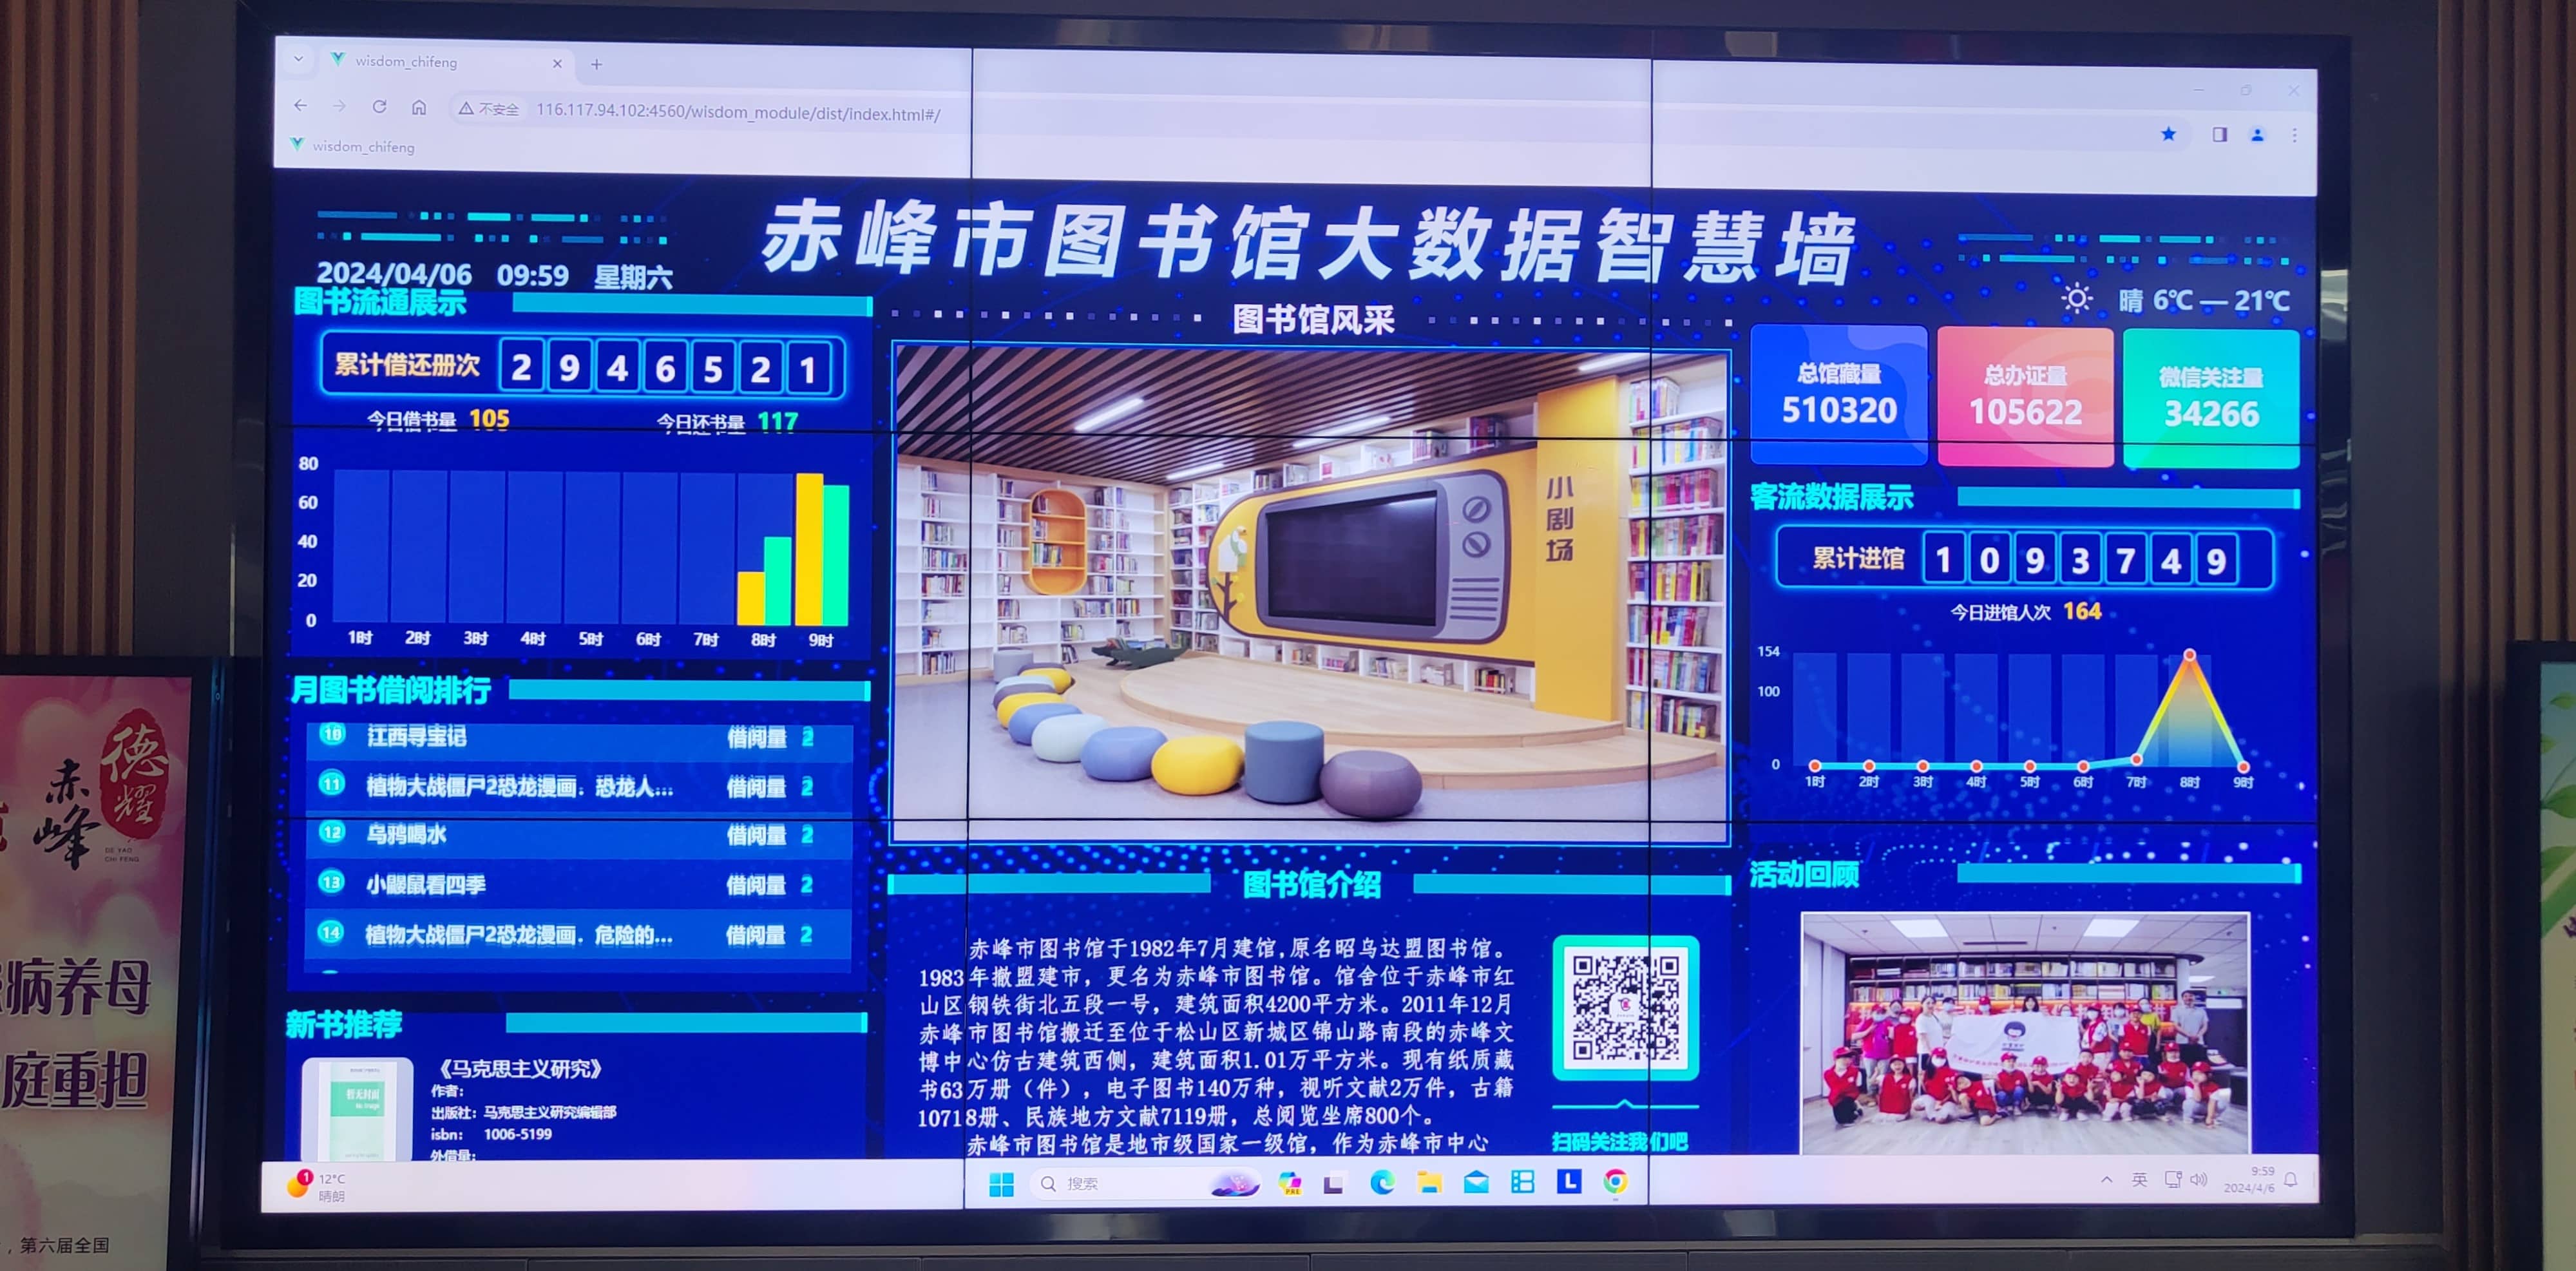 wisdom_chifeng
不安全 116.117.94.102:4560/wisdom_module/dist/index.html#/
wisdom_chifeng
赤峰市图书馆大数据智慧墙
2024/04/06 09:59 星期六
晴 6℃ — 21℃
图书流通展示
累计借还册次 2946521
今日借书量 105 今日还书量 117
80
60
40
20
0
1时 2时 3时 4时 5时 6时 7时 8时 9时
月图书借阅排行
10 江西寻宝记 借阅量 2
11 植物大战僵尸2恐龙漫画．恐龙人... 借阅量 2
12 乌鸦喝水 借阅量 2
13 小鼹鼠看四季 借阅量 2
14 植物大战僵尸2恐龙漫画．危险的... 借阅量 2
新书推荐
暂无封面
No Image
《马克思主义研究》
作者：
出版社：马克思主义研究编辑部
isbn： 1006-5199
外借量：
图书馆风采
小剧场
图书馆介绍
赤峰市图书馆于1982年7月建馆,原名昭乌达盟图书馆。
1983年撤盟建市，更名为赤峰市图书馆。馆舍位于赤峰市红
山区钢铁街北五段一号，建筑面积4200平方米。2011年12月
赤峰市图书馆搬迁至位于松山区新城区锦山路南段的赤峰文
博中心仿古建筑西侧，建筑面积1.01万平方米。现有纸质藏
书63万册（件），电子图书140万种，视听文献2万件，古籍
10718册、民族地方文献7119册，总阅览坐席800个。
赤峰市图书馆是地市级国家一级馆，作为赤峰市中心
扫码关注我们吧
总馆藏量 总办证量 微信关注量
510320 105622 34266
客流数据展示
累计进馆 1093749
今日进馆人次 164
154
100
0
1时 2时 3时 4时 5时 6时 7时 8时 9时
活动回顾
1 12°C
晴朗
搜索
英
9:59
2024/4/6
德耀
赤峰
DE YAO
CHI FENG
病养母
庭重担
，第六届全国